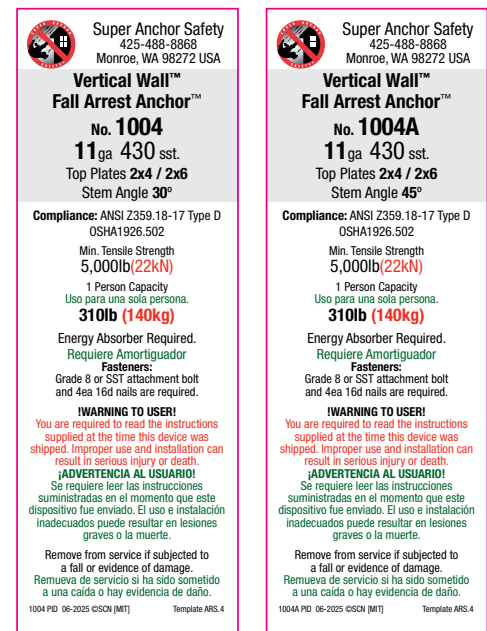 Super Anchor Safety
425-488-8868
Monroe, WA 98272 USA
Vertical Wall™
Fall Arrest Anchor™
No. 1004
11ga 430 sst.
Top Plates 2x4 / 2x6
Stem Angle 30º
Compliance: ANSI Z359.18-17 Type D
OSHA1926.502
Min. Tensile Strength
5,000lb(22kN)
1 Person Capacity
Uso para una sola persona.
310lb (140kg)
Energy Absorber Required.
Requiere Amortiguador
Fasteners:
Grade 8 or SST attachment bolt
and 4ea 16d nails are required.
!WARNING TO USER!
You are required to read the instructions
supplied at the time this device was
shipped. Improper use and installation can
result in serious injury or death.
¡ADVERTENCIA AL USUARIO!
Se requiere leer las instrucciones
suministradas en el momento que este
dispositivo fue enviado. El uso e instalación
inadecuados puede resultar en lesiones
graves o la muerte.
Remove from service if subjected to
a fall or evidence of damage.
Remueva de servicio si ha sido sometido
a una caída o hay evidencia de daño.
1004 PID 06-2025 ©SCN [MIT] Template ARS.4
Super Anchor Safety
425-488-8868
Monroe, WA 98272 USA
Vertical Wall™
Fall Arrest Anchor™
No. 1004A
11ga 430 sst.
Top Plates 2x4 / 2x6
Stem Angle 45º
Compliance: ANSI Z359.18-17 Type D
OSHA1926.502
Min. Tensile Strength
5,000lb(22kN)
1 Person Capacity
Uso para una sola persona.
310lb (140kg)
Energy Absorber Required.
Requiere Amortiguador
Fasteners:
Grade 8 or SST attachment bolt
and 4ea 16d nails are required.
!WARNING TO USER!
You are required to read the instructions
supplied at the time this device was
shipped. Improper use and installation can
result in serious injury or death.
¡ADVERTENCIA AL USUARIO!
Se requiere leer las instrucciones
suministradas en el momento que este
dispositivo fue enviado. El uso e instalación
inadecuados puede resultar en lesiones
graves o la muerte.
Remove from service if subjected to
a fall or evidence of damage.
Remueva de servicio si ha sido sometido
a una caída o hay evidencia de daño.
1004A PID 06-2025 ©SCN [MIT] Template ARS.4